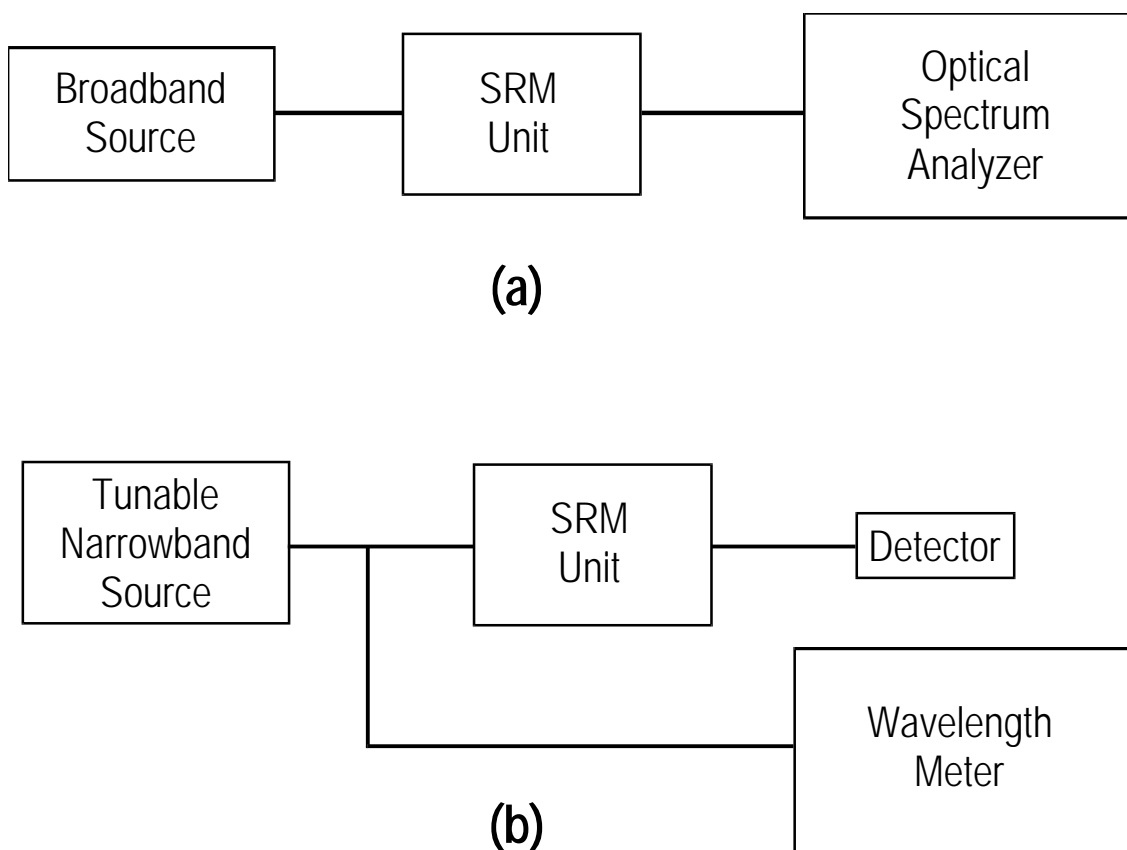 Broadband
Source
SRM
Unit
Optical
Spectrum
Analyzer
(a)
Tunable
Narrowband
Source
SRM
Unit
Detector
Wavelength
Meter
(b)